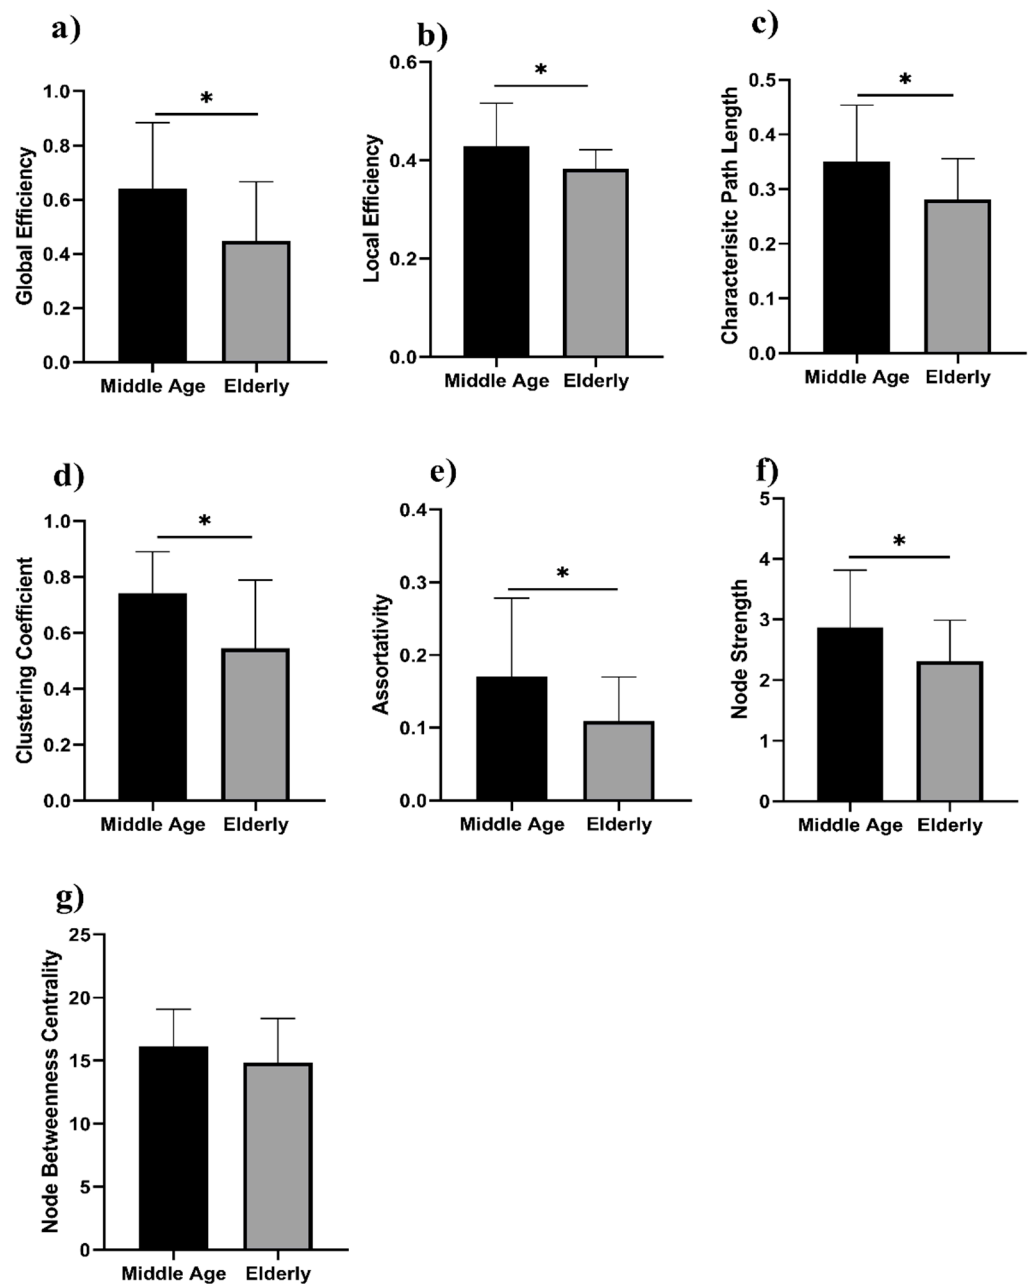 a)
Global Efficiency
1.0
0.8
0.6
0.4
0.2
0.0
*
Middle Age
Elderly
b)
Local Efficiency
0.6
0.4
0.2
0.0
*
Middle Age
Elderly
c)
Characterisitc Path Length
0.5
0.4
0.3
0.2
0.1
0.0
*
Middle Age
Elderly
d)
Clustering Coefficient
1.0
0.8
0.6
0.4
0.2
0.0
*
Middle Age
Elderly
e)
Assortativity
0.4
0.3
0.2
0.1
0.0
*
Middle Age
Elderly
f)
Node Strength
5
4
3
2
1
0
*
Middle Age
Elderly
g)
Node Betweenness Centrality
25
20
15
10
5
0
Middle Age
Elderly